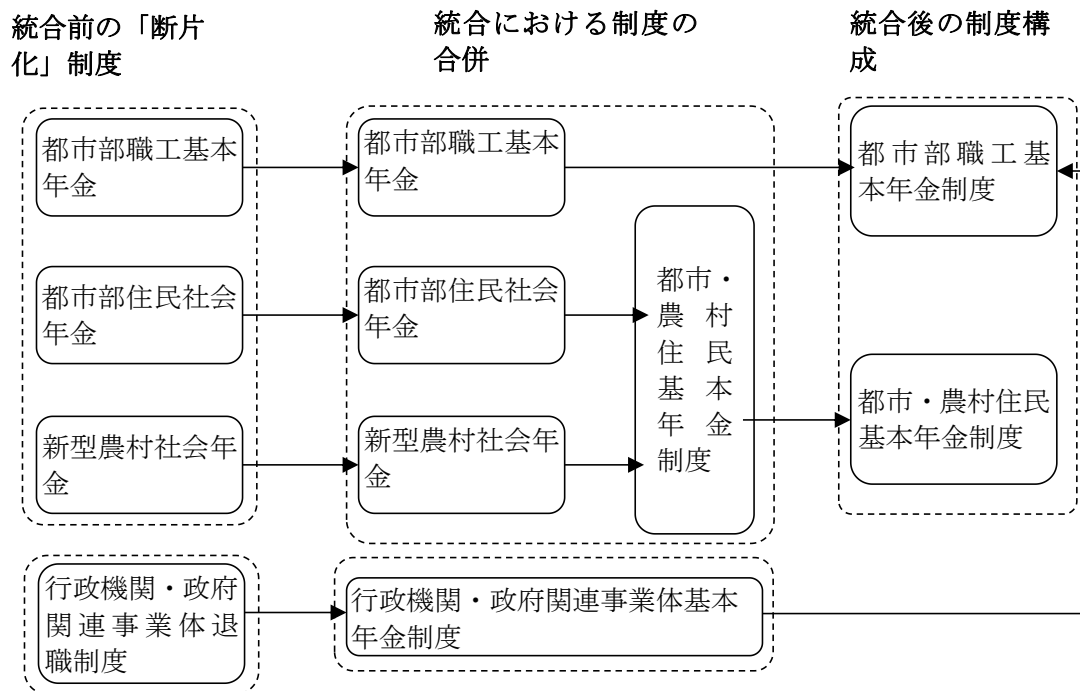 統合前の「断片
化」制度
統合における制度の
合併
統合後の制度構
成
都市部職工基本
年金
都市部住民社会
年金
新型農村社会年
金
行政機関・政府
関連事業体退
職制度
都市部職工基本
年金
都市部住民社会
年金
新型農村社会年
金
都市・
農村
住民
基本
年金
制度
行政機関・政府関連事業体基本
年金制度
都市部職工基
本年金制度
都市・農村住民
基本年金制度